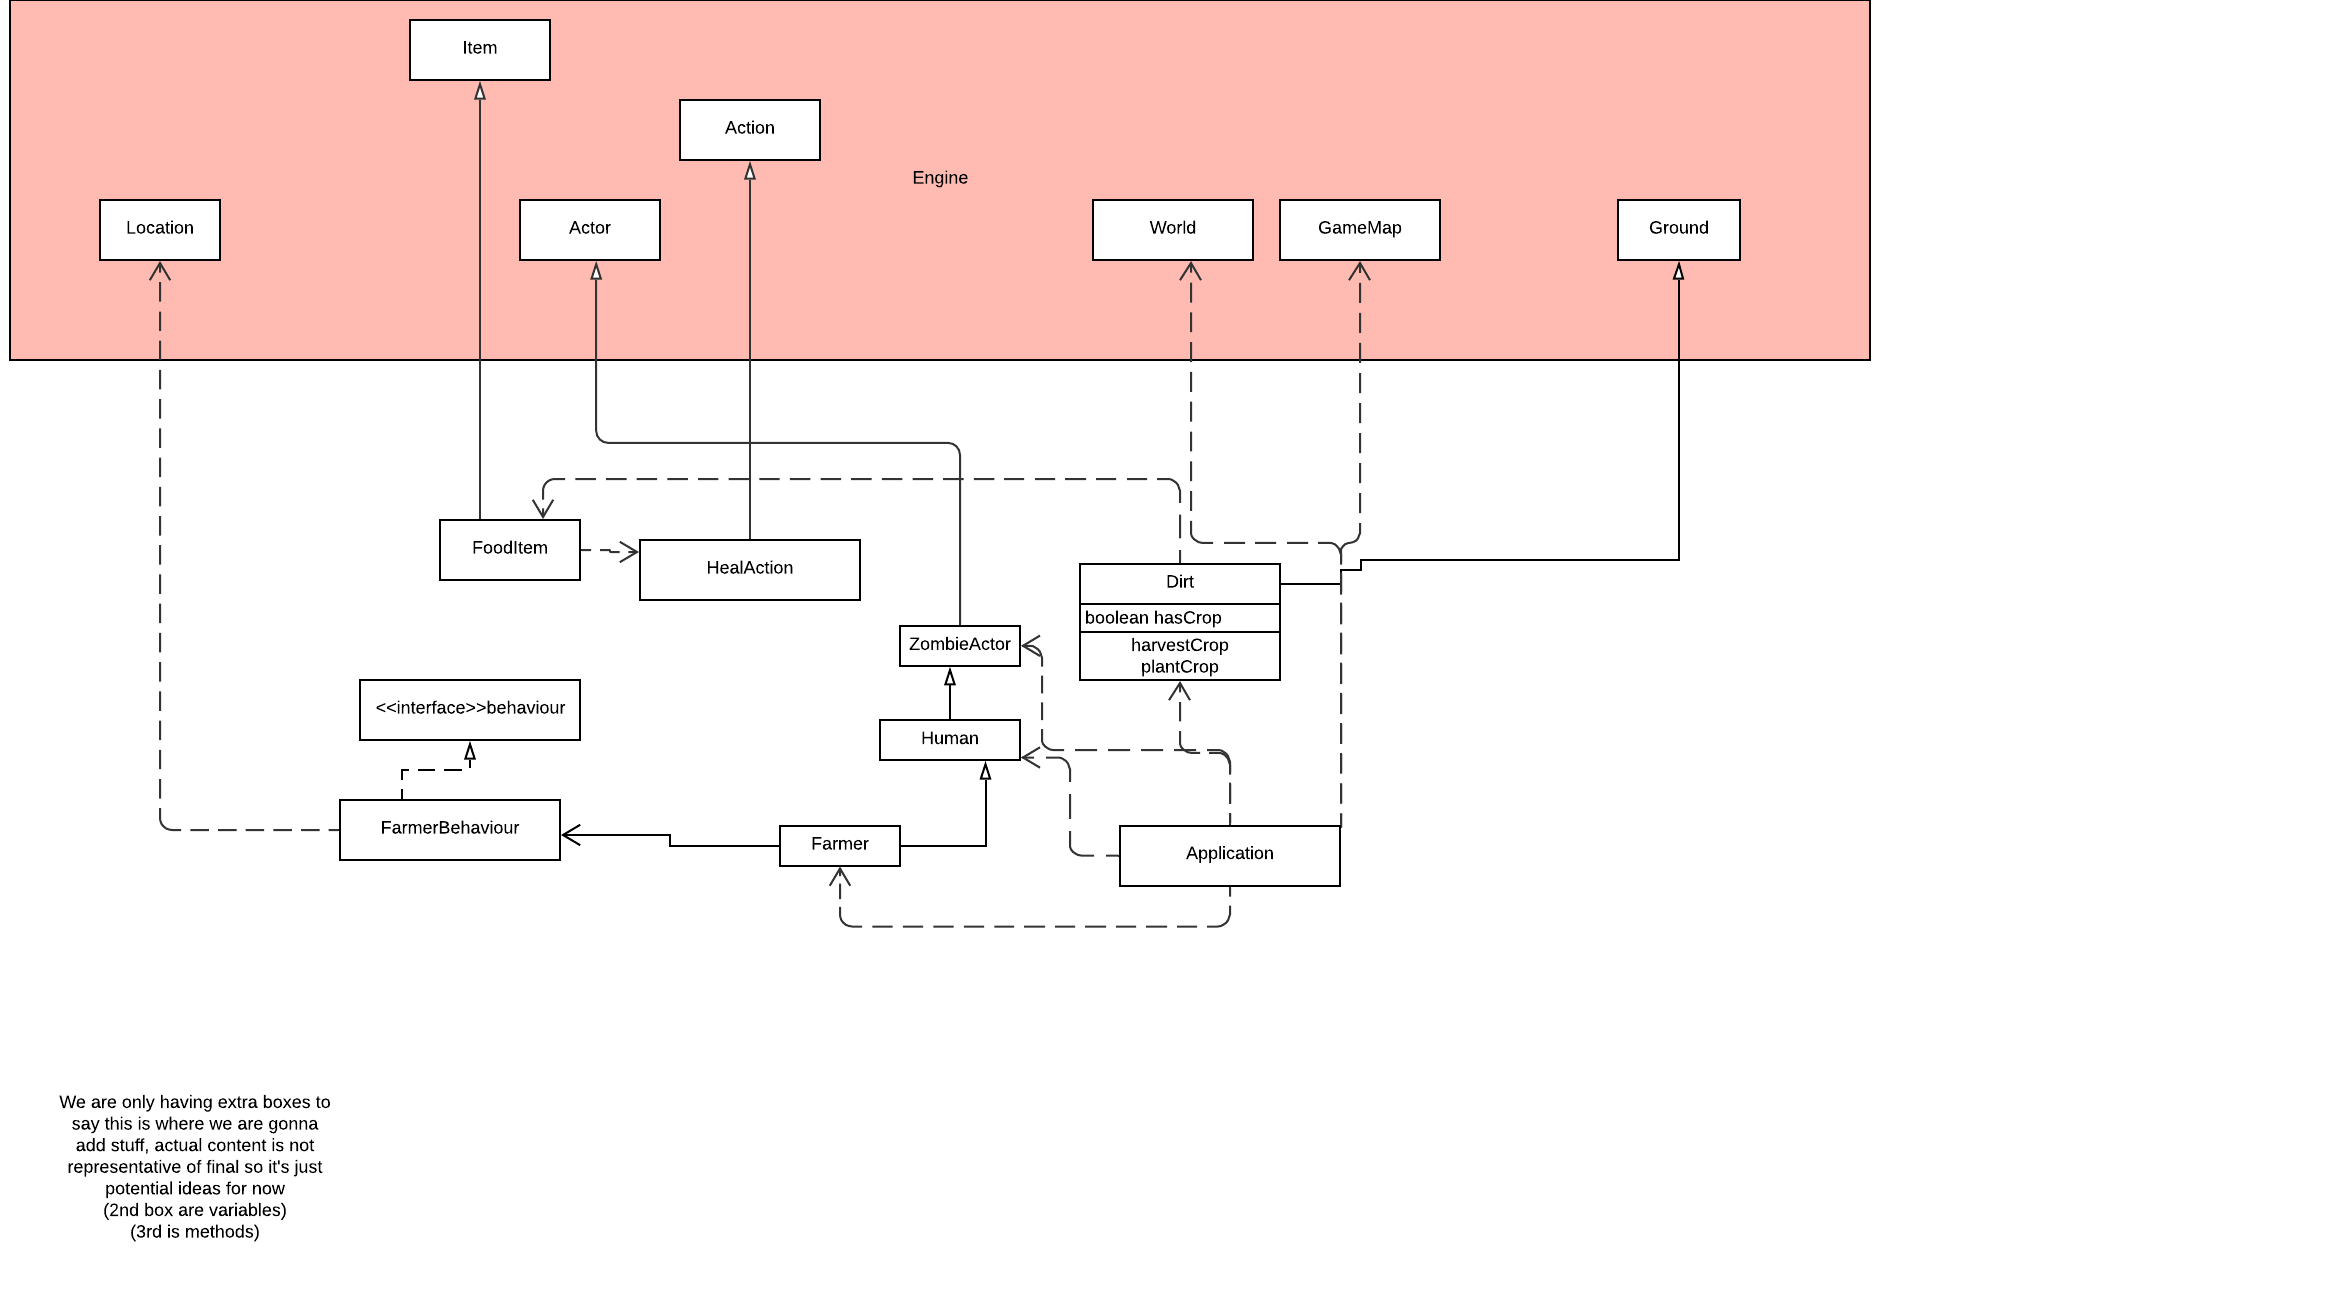 Item
Action
Engine
Location
Actor
World
GameMap
Ground
FoodItem
HealAction
Dirt
boolean hasCrop
harvestCrop
plantCrop
ZombieActor
<<interface>>behaviour
Human
FarmerBehaviour
Farmer
Application
We are only having extra boxes to
say this is where we are gonna
add stuff, actual content is not
representative of final so it's just
potential ideas for now
(2nd box are variables)
(3rd is methods)